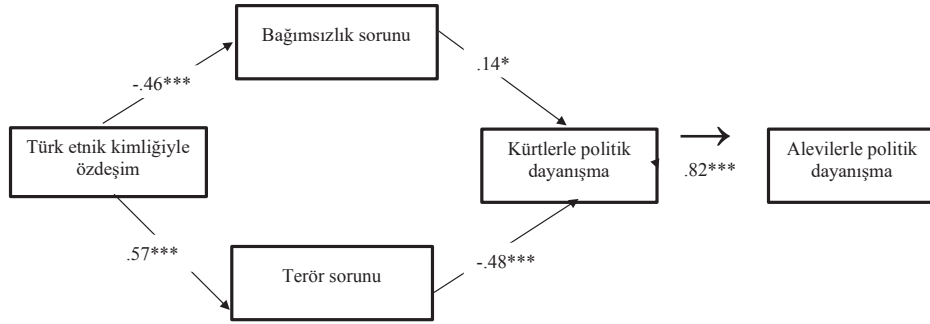 Bağımsızlık sorunu
-.46***
.14*
Türk etnik kimliğiyle
özdeşim
Kürtlerle politik
dayanışma
.82***
Alevilerle politik
dayanışma
.57***
Terör sorunu
-.48***